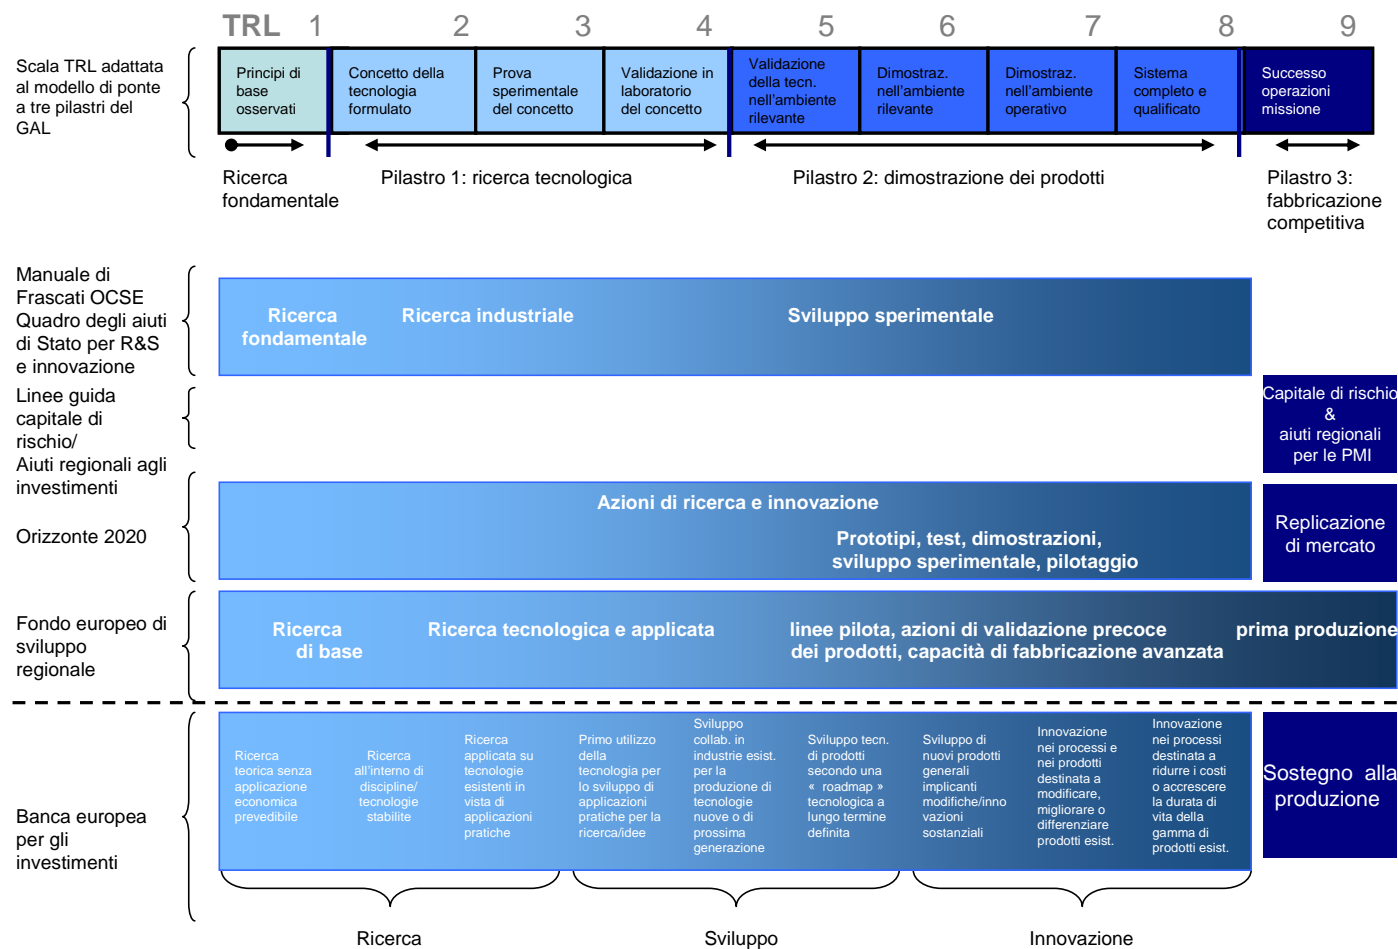 TRL 1 2 3 4 5 6 7 8 9
Scala TRL adattata
al modello di ponte
a tre pilastri del
GAL
Principi di
base
osservati
Concetto della
tecnologia
formulato
Prova
sperimentale
del concetto
Validazione in
laboratorio
del concetto
Validazione
della tecn.
nell'ambiente
rilevante
Dimostraz.
nell'ambiente
rilevante
Dimostraz.
nell'ambiente
operativo
Sistema
completo e
qualificato
Successo
operazioni
missione
Ricerca
fondamentale
Pilastro 1: ricerca tecnologica
Pilastro 2: dimostrazione dei prodotti
Pilastro 3:
fabbricazione
competitiva
Manuale di
Frascati OCSE
Quadro degli aiuti
di Stato per R&S
e innovazione
Ricerca
fondamentale
Ricerca industriale
Sviluppo sperimentale
Linee guida
capitale di
rischio/
Aiuti regionali agli
investimenti
Capitale di rischio
&
aiuti regionali
per le PMI
Orizzonte 2020
Azioni di ricerca e innovazione
Prototipi, test, dimostrazioni,
sviluppo sperimentale, pilotaggio
Replicazione
di mercato
Fondo europeo di
sviluppo
regionale
Ricerca
di base
Ricerca tecnologica e applicata
linee pilota, azioni di validazione precoce
dei prodotti, capacità di fabbricazione avanzata
prima produzione
Banca europea
per gli
investimenti
Ricerca
teorica senza
applicazione
economica
prevedibile
Ricerca
all'interno di
discipline/
tecnologie
stabilite
Ricerca
applicata su
tecnologie
esistenti in
vista di
applicazioni
pratiche
Primo utilizzo
della
tecnologia per
lo sviluppo di
applicazioni
pratiche per la
ricerca/idee
Sviluppo
collab. in
industrie esist.
per la
produzione di
tecnologie
nuove o di
prossima
generazione
Sviluppo tecn.
di prodotti
secondo una
« roadmap »
tecnologica a
lungo termine
definita
Sviluppo di
nuovi prodotti
generali
implicanti
modifiche/inno
vazioni
sostanziali
Innovazione
nei processi e
nei prodotti
destinata a
modificare,
migliorare o
differenziare
prodotti esist.
Innovazione
nei processi
destinata a
ridurre i costi
o accrescere
la durata di
vita della
gamma di
prodotti esist.
Sostegno alla
produzione
Ricerca
Sviluppo
Innovazione